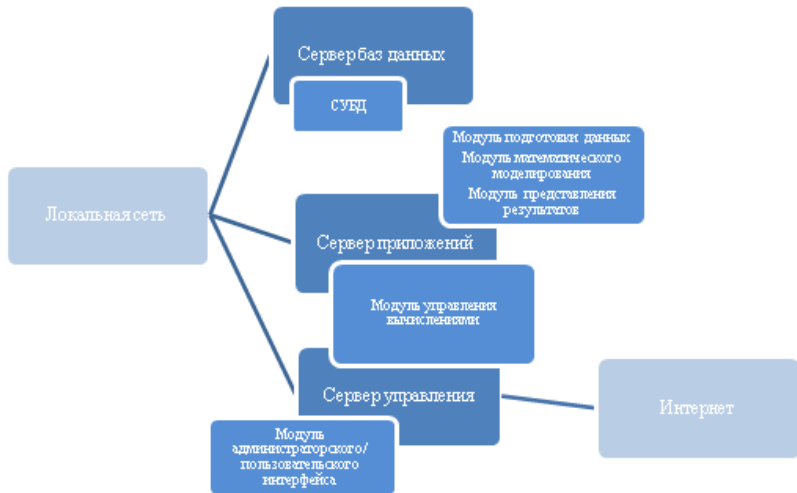 Сервер баз данных
СУБД
Модуль подготовки данных
Модуль математического
моделирования
Модуль представления
результатов
Локальная сеть
Сервер приложений
Модуль управления
вычислениями
Сервер управления
Интернет
Модуль
администраторского/
пользовательского
интерфейса